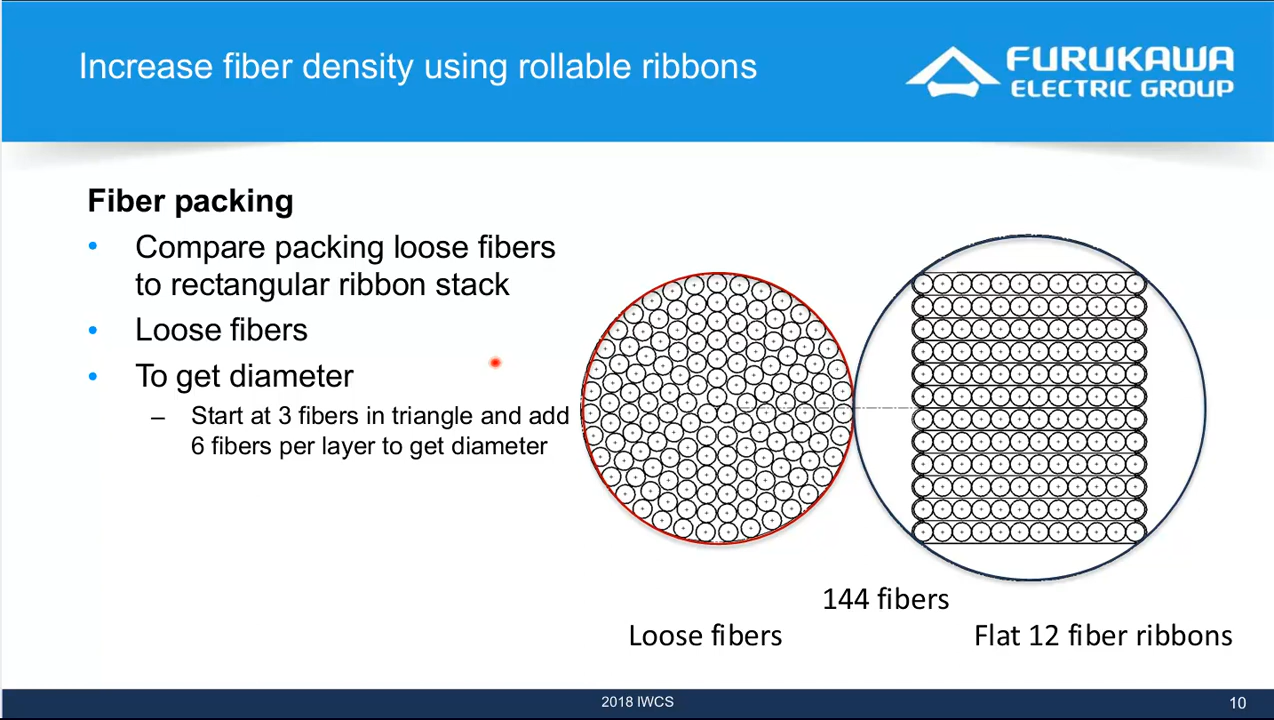 Increase fiber density using rollable ribbons
FURUKAWA
ELECTRIC GROUP
Fiber packing
• Compare packing loose fibers
to rectangular ribbon stack
• Loose fibers
• To get diameter
– Start at 3 fibers in triangle and add
6 fibers per layer to get diameter
144 fibers
Loose fibers
Flat 12 fiber ribbons
2018 IWCS
10